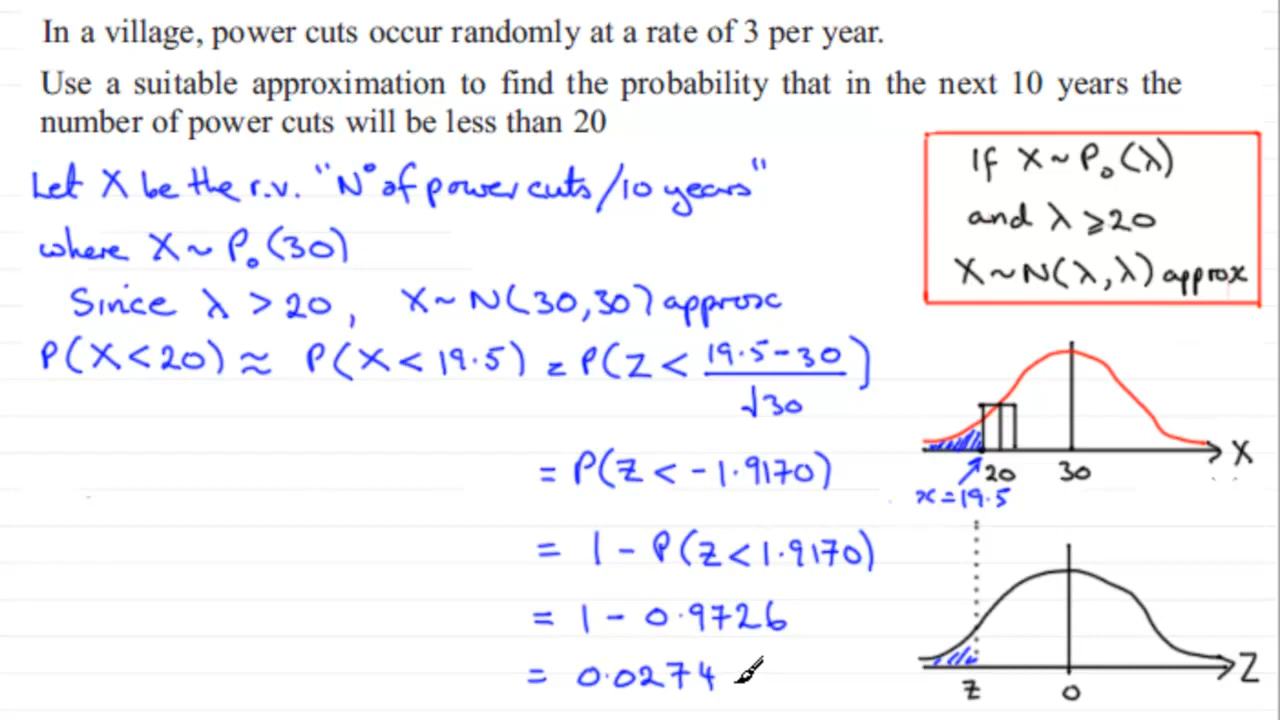 In a village, power cuts occur randomly at a rate of 3 per year.
Use a suitable approximation to find the probability that in the next 10 years the
number of power cuts will be less than 20
Let X be the r.v. "N° of power cuts/10 years"
where X ~ Po(30)
Since λ > 20, X ~ N(30,30) approx
P(X < 20) ≈ P(X < 19.5) = P(Z < (19.5-30)/√30)
= P(Z < -1.9170)
= 1 - P(Z < 1.9170)
= 1 - 0.9726
= 0.0274
If X ~ Po(λ)
and λ ⩾ 20
X ~ N(λ, λ) approx
X
20 30
x = 19.5
Z
z 0